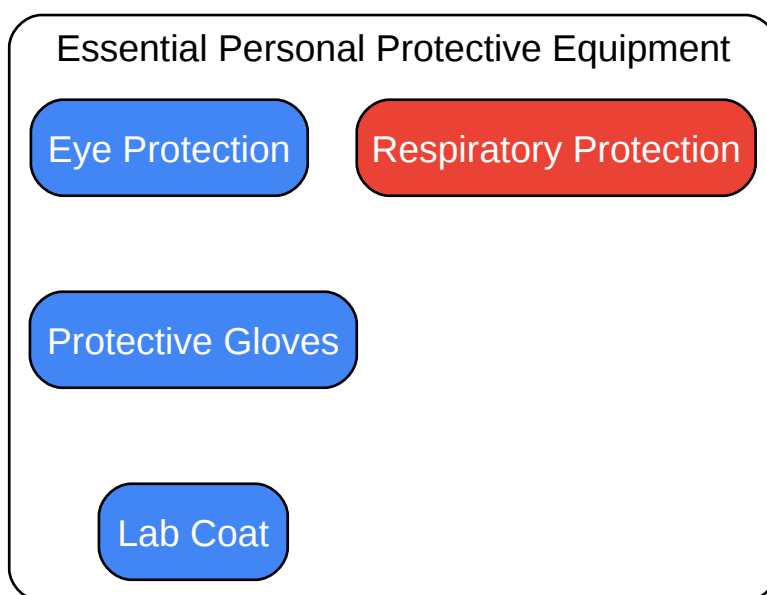 Essential Personal Protective Equipment
Eye Protection
Respiratory Protection
Protective Gloves
Lab Coat